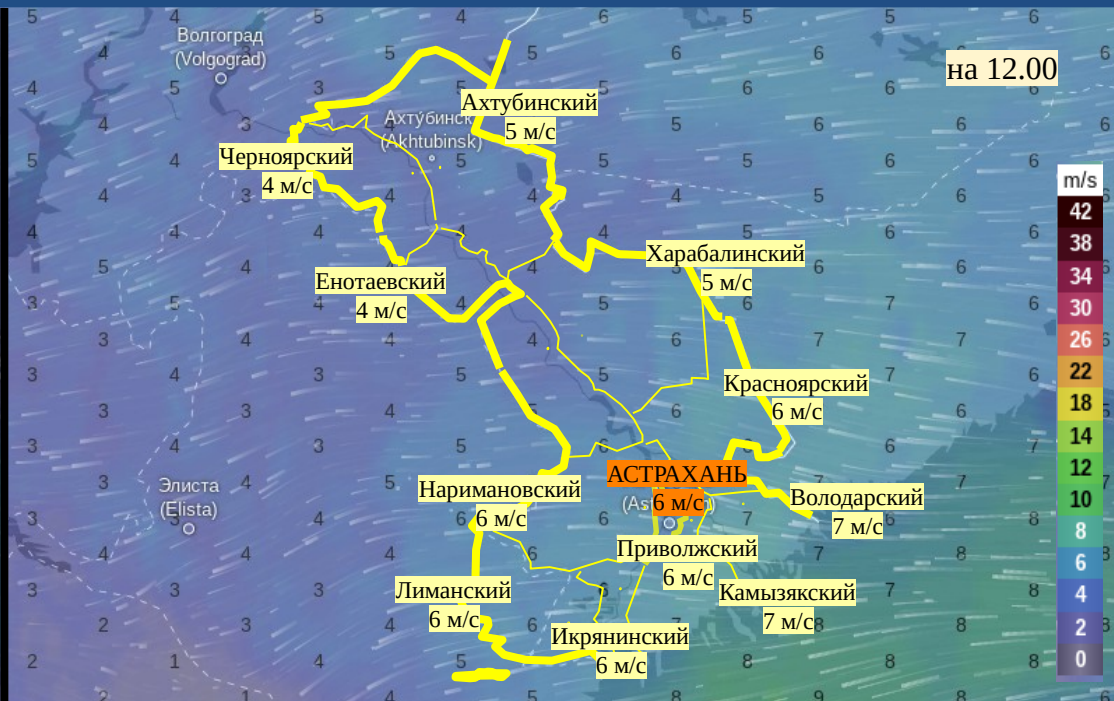 Волгоград
(Volgograd)
на 12.00
Ахтубинский
5 м/с
Ахтубинск
(Akhtubinsk)
Черноярский
4 м/с
m/s
42
38
34
30
26
22
18
14
12
10
8
6
4
2
0
Харабалинский
5 м/с
Енотаевский
4 м/с
Красноярский
6 м/с
АСТРАХАНЬ
6 м/с
Элиста
(Elista)
Наримановский
6 м/с
Володарский
7 м/с
Приволжский
6 м/с
Лиманский
6 м/с
Камызякский
7 м/с
Икрянинский
6 м/с